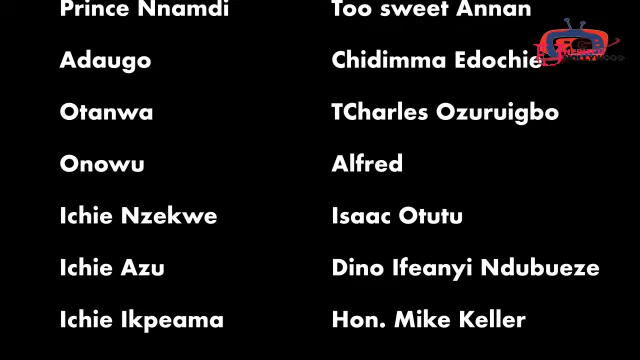 Prince Nnamdi Too sweet Annan
Adaugo Chidimma Edochie
Otanwa TCharles Ozuruigbo
Onowu Alfred
Ichie Nzekwe Isaac Otutu
Ichie Azu Dino Ifeanyi Ndubueze
Ichie Ikpeama Hon. Mike Keller